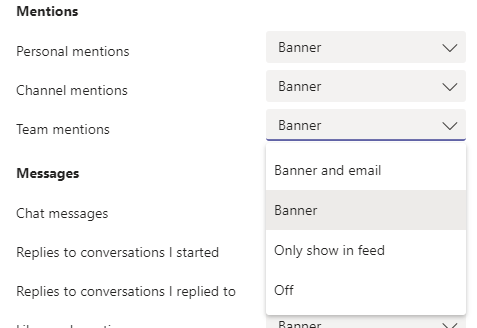 Mentions
Personal mentions Banner
Channel mentions Banner
Team mentions Banner
Banner and email
Messages
Chat messages Banner
Replies to conversations I started Only show in feed
Replies to conversations I replied to Off
Banner